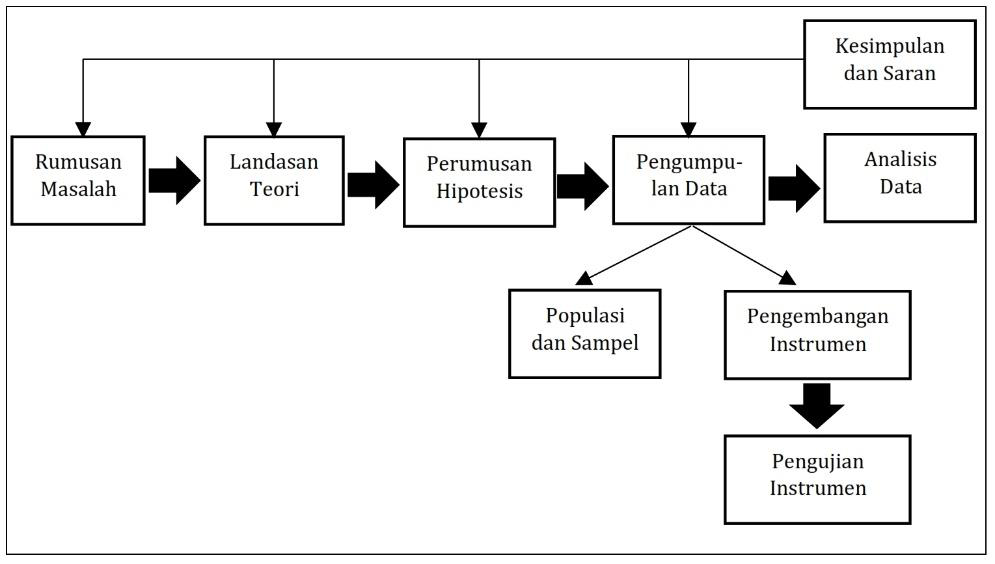 Kesimpulan
dan Saran
Rumusan
Masalah
Landasan
Teori
Perumusan
Hipotesis
Pengumpu-
lan Data
Analisis
Data
Populasi
dan Sampel
Pengembangan
Instrumen
Pengujian
Instrumen